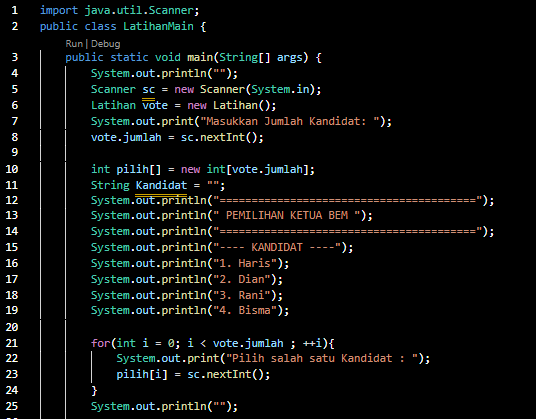 1 import java.util.Scanner;
2 public class LatihanMain {
Run | Debug
3 public static void main(String[] args) {
4 System.out.println("");
5 Scanner sc = new Scanner(System.in);
6 Latihan vote = new Latihan();
7 System.out.print("Masukkan Jumlah Kandidat: ");
8 vote.jumlah = sc.nextInt();
9
10 int pilih[] = new int[vote.jumlah];
11 String Kandidat = "";
12 System.out.println("========================================");
13 System.out.println(" PEMILIHAN KETUA BEM ");
14 System.out.println("========================================");
15 System.out.println("---- KANDIDAT ----");
16 System.out.println("1. Haris");
17 System.out.println("2. Dian");
18 System.out.println("3. Rani");
19 System.out.println("4. Bisma");
20
21 for(int i = 0; i < vote.jumlah ; ++i){
22 System.out.print("Pilih salah satu Kandidat : ");
23 pilih[i] = sc.nextInt();
24 }
25 System.out.println("");